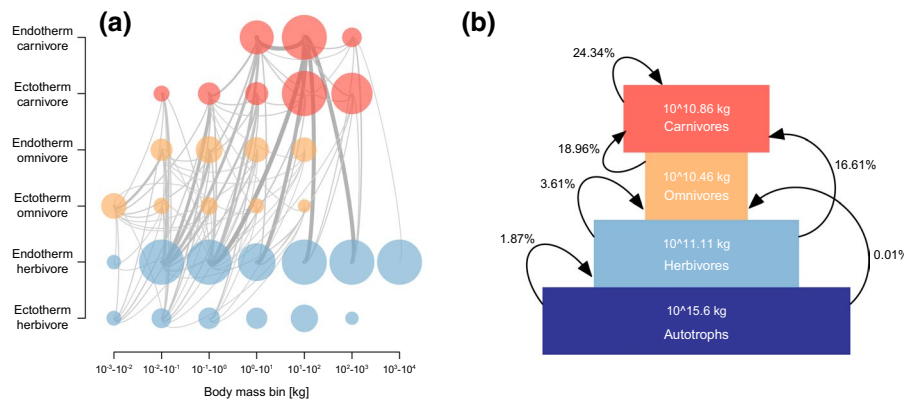 (a)
Endotherm
carnivore
Ectotherm
carnivore
Endotherm
omnivore
Ectotherm
omnivore
Endotherm
herbivore
Ectotherm
herbivore
10^-3-10^-2
10^-2-10^-1
10^-1-10^0
10^0-10^1
10^1-10^2
10^2-10^3
10^3-10^4
Body mass bin [kg]
(b)
24.34%
10^10.86 kg
Carnivores
18.96%
16.61%
3.61%
10^10.46 kg
Omnivores
1.87%
10^11.11 kg
Herbivores
0.01%
10^15.6 kg
Autotrophs